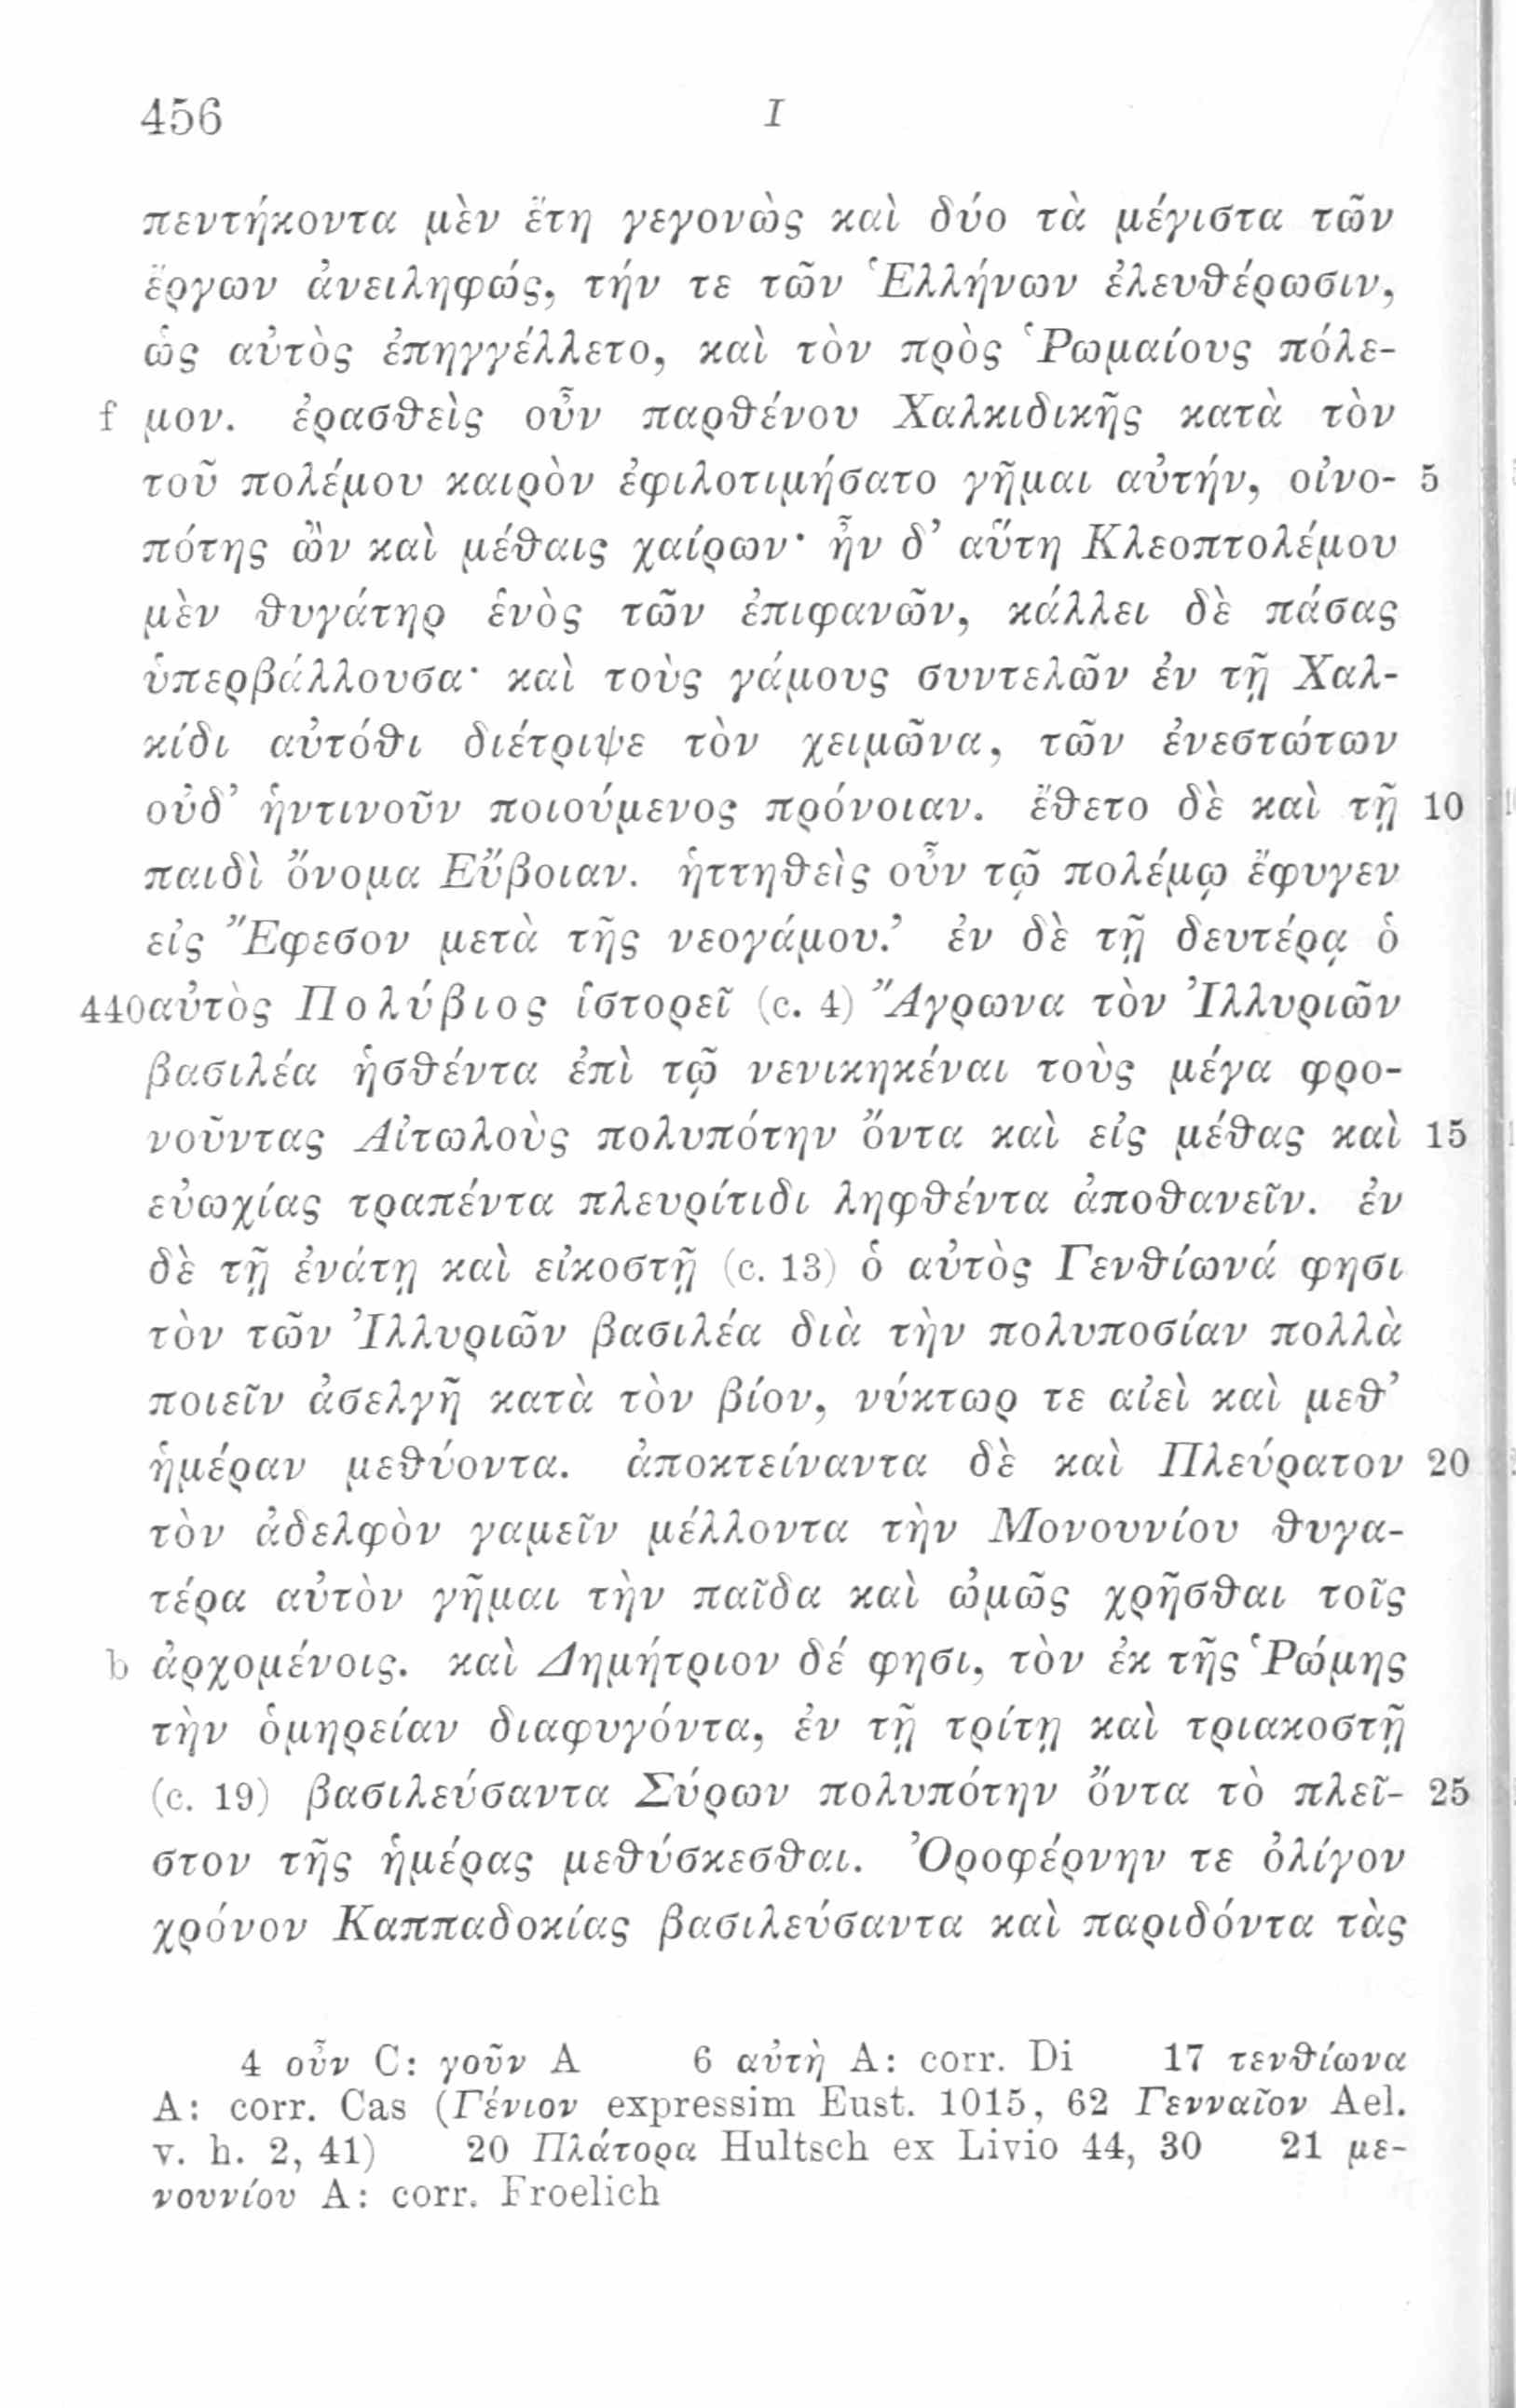 456 I
πεντήκοντα μὲν ἔτη γεγονὼς καὶ δύο τὰ μέγιστα τῶν
ἔργων ἀνειληφώς, τήν τε τῶν Ἑλλήνων ἐλευθέρωσιν,
ὡς αὐτὸς ἐπηγγέλλετο, καὶ τὸν πρὸς Ῥωμαίους πόλε-
f μον. ἐρασθεὶς οὖν παρθένου Χαλκιδικῆς κατὰ τὸν
τοῦ πολέμου καιρὸν ἐφιλοτιμήσατο γῆμαι αὐτήν, οἰνο- 5
πότης ὢν καὶ μέθαις χαίρων· ἦν δ’ αὕτη Κλεοπτολέμου
μὲν θυγάτηρ ἑνὸς τῶν ἐπιφανῶν, κάλλει δὲ πάσας
ὑπερβάλλουσα· καὶ τοὺς γάμους συντελῶν ἐν τῇ Χαλ-
κίδι αὐτόθι διέτριψε τὸν χειμῶνα, τῶν ἐνεστώτων
οὐδ’ ἡντινοῦν ποιούμενος πρόνοιαν. ἔθετο δὲ καὶ τῇ 10
παιδὶ ὄνομα Εὔβοιαν. ἡττηθεὶς οὖν τῷ πολέμῳ ἔφυγεν
εἰς Ἔφεσον μετὰ τῆς νεογάμου.’ ἐν δὲ τῇ δευτέρᾳ ὁ
440 αὐτὸς Πολύβιος ἱστορεῖ (c. 4) Ἄγρωνα τὸν Ἰλλυριῶν
βασιλέα ἡσθέντα ἐπὶ τῷ νενικηκέναι τοὺς μέγα φρο-
νοῦντας Αἰτωλοὺς πολυπότην ὄντα καὶ εἰς μέθας καὶ 15
εὐωχίας τραπέντα πλευρίτιδι ληφθέντα ἀποθανεῖν. ἐν
δὲ τῇ ἐνάτῃ καὶ εἰκοστῇ (c. 13) ὁ αὐτὸς Γενθίωνά φησι
τὸν τῶν Ἰλλυριῶν βασιλέα διὰ τὴν πολυποσίαν πολλὰ
ποιεῖν ἀσελγῆ κατὰ τὸν βίον, νύκτωρ τε αἰεὶ καὶ μεθ’
ἡμέραν μεθύοντα. ἀποκτείναντα δὲ καὶ Πλεύρατον 20
τὸν ἀδελφὸν γαμεῖν μέλλοντα τὴν Μονουνίου θυγα-
τέρα αὐτὸν γῆμαι τὴν παῖδα καὶ ὠμῶς χρῆσθαι τοῖς
b ἀρχομένοις. καὶ Δημήτριον δέ φησι, τὸν ἐκ τῆς Ῥώμης
τὴν ὁμηρείαν διαφυγόντα, ἐν τῇ τρίτῃ καὶ τριακοστῇ
(c. 19) βασιλεύσαντα Σύρων πολυπότην ὄντα τὸ πλεῖ- 25
στον τῆς ἡμέρας μεθύσκεσθαι. Ὀροφέρνην τε ὀλίγον
χρόνον Καππαδοκίας βασιλεύσαντα καὶ παριδόντα τὰς
4 οὖν C: γοῦν A 6 αὐτὴ A: corr. Di 17 τενθίωνα
A: corr. Cas (Γένιον expressim Eust. 1015, 62 Γενναῖον Ael.
v. h. 2, 41) 20 Πλάτορα Hultsch ex Livio 44, 30 21 με-
νουνίου A: corr. Froelich